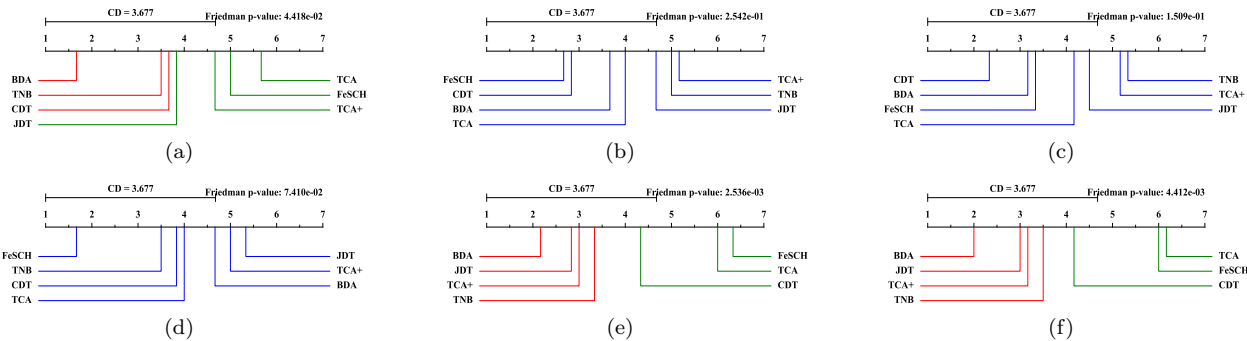 CD = 3.677 Friedman p-value: 4.418e-02
1 2 3 4 5 6 7
BDA TCA
TNB FeSCH
CDT TCA+
JDT
(a)
CD = 3.677 Friedman p-value: 2.542e-01
1 2 3 4 5 6 7
FeSCH TCA+
CDT TNB
BDA JDT
TCA
(b)
CD = 3.677 Friedman p-value: 1.509e-01
1 2 3 4 5 6 7
CDT TNB
BDA TCA+
FeSCH JDT
TCA
(c)
CD = 3.677 Friedman p-value: 7.410e-02
1 2 3 4 5 6 7
FeSCH JDT
TNB TCA+
CDT BDA
TCA
(d)
CD = 3.677 Friedman p-value: 2.536e-03
1 2 3 4 5 6 7
BDA FeSCH
JDT TCA
TCA+ CDT
TNB
(e)
CD = 3.677 Friedman p-value: 4.412e-03
1 2 3 4 5 6 7
BDA TCA
JDT FeSCH
TCA+ CDT
TNB
(f)